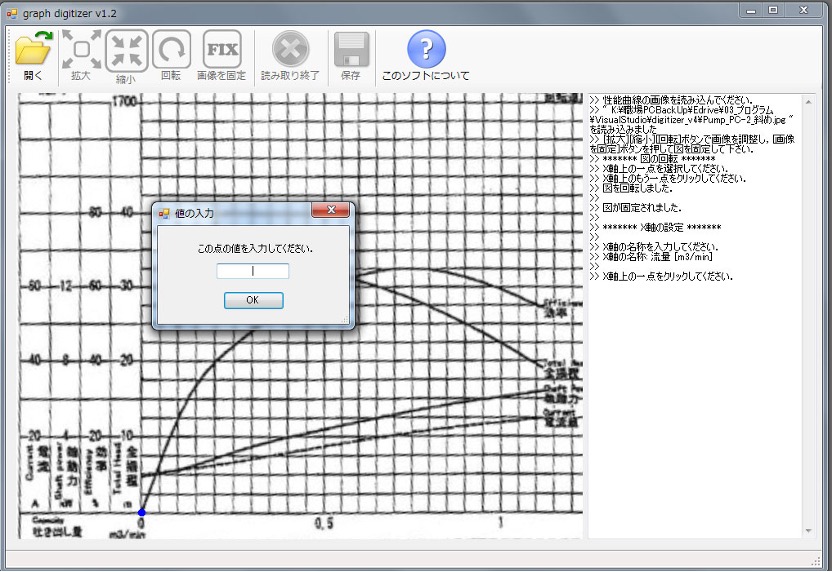 graph digitizer v1.2
開く
拡大
縮小
回転
FIX
画像を固定
読み取り終了
保存
?
このソフトについて
1700
80 40
50 12 60 30
40 8 40 20
20 4 20 10
Current 電流 A
Shaft power 軸動力 kW
Efficiency 効率 %
Total Head 全揚程 m
Capacity
吐き出し量 m3/min
0 0,5 1
効率
全揚程
軸動力
Current
値の入力
この点の値を入力してください.
OK
>> 性能曲線の画像を読み込んでください.
>> " K:¥職場PCBackUp¥Edrive¥03_プログラム
¥VisualStudio¥digitizer_v4¥Pump_PC-2_斜め.jpg "
を読み込みました
>> [拡大][縮小][回転]ボタンで画像を調整し, [画像
を固定]ボタンを押して図を固定して下さい.
>> ******* 図の回転 *******
>> X軸上の一点を選択してください.
>> X軸上のもう一点をクリックしてください.
>> 図を回転しました.
>>
>> 図が固定されました.
>>
>> ******* X軸の設定 *******
>>
>> X軸の名称を入力してください.
>> X軸の名称: 流量 [m3/min]
>>
>> X軸上の一点をクリックしてください.